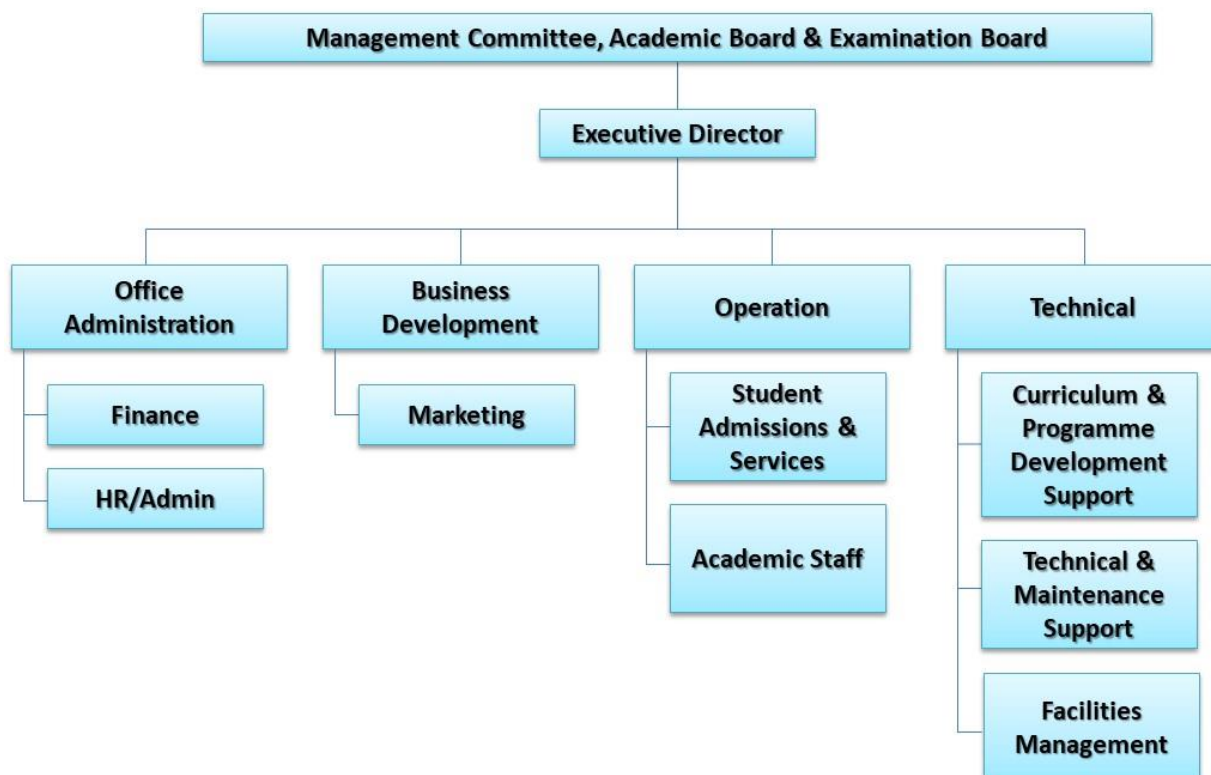 Management Committee, Academic Board & Examination Board
Executive Director
Office
Administration
Business
Development
Operation
Technical
Finance
HR/Admin
Marketing
Student
Admissions &
Services
Academic Staff
Curriculum &
Programme
Development
Support
Technical &
Maintenance
Support
Facilities
Management